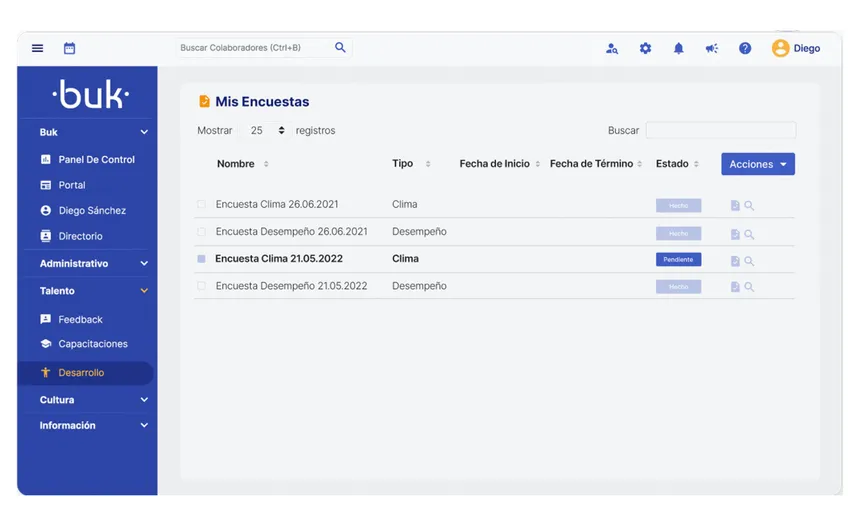 Buscar Colaboradores (Ctrl+B)
Diego
·buk·
Buk
Panel De Control
Portal
Diego Sánchez
Directorio
Administrativo
Talento
Feedback
Capacitaciones
Desarrollo
Cultura
Información
Mis Encuestas
Mostrar 25 registros
Buscar
Nombre Tipo Fecha de Inicio Fecha de Término Estado Acciones
Encuesta Clima 26.06.2021 Clima Hecho
Encuesta Desempeño 26.06.2021 Desempeño Hecho
Encuesta Clima 21.05.2022 Clima Pendiente
Encuesta Desempeño 21.05.2022 Desempeño Hecho